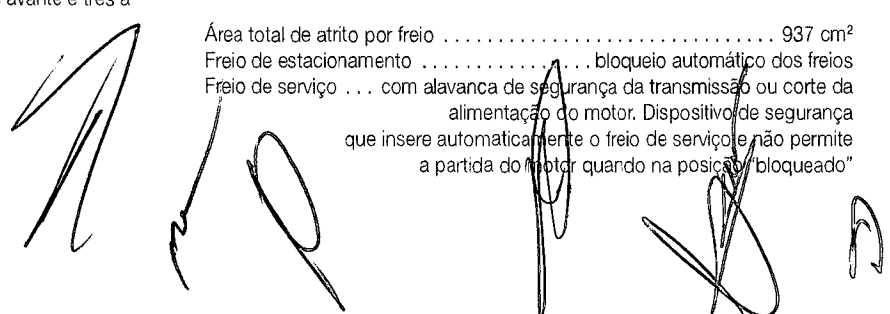 avante e três à
Área total de atrito por freio . . . . . . . . . . . . . . . . . . . . . . . . . . . . . . . . 937 cm²
Freio de estacionamento . . . . . . . . . . . . . . . . bloqueio automático dos freios
Freio de serviço . . . com alavanca de segurança da transmissão ou corte da
alimentação do motor. Dispositivo de segurança
que insere automaticamente o freio de serviço e não permite
a partida do motor quando na posição "bloqueado"